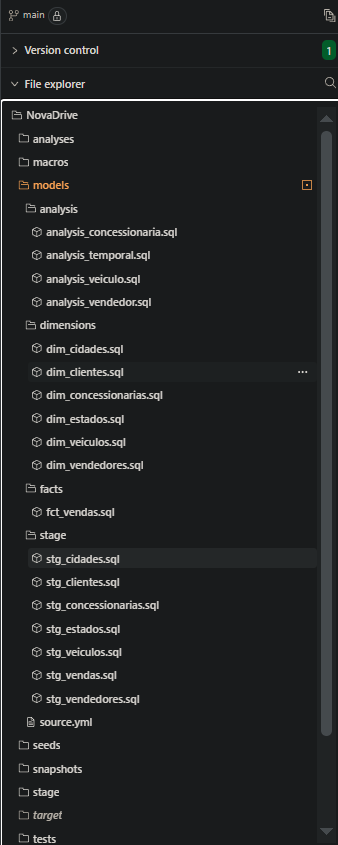 main
Version control
1
File explorer
NovaDrive
analyses
macros
models
analysis
analysis_concessionaria.sql
analysis_temporal.sql
analysis_veiculo.sql
analysis_vendedor.sql
dimensions
dim_cidades.sql
dim_clientes.sql
dim_concessionarias.sql
dim_estados.sql
dim_veiculos.sql
dim_vendedores.sql
facts
fct_vendas.sql
stage
stg_cidades.sql
stg_clientes.sql
stg_concessionarias.sql
stg_estados.sql
stg_veiculos.sql
stg_vendas.sql
stg_vendedores.sql
source.yml
seeds
snapshots
stage
target
tests